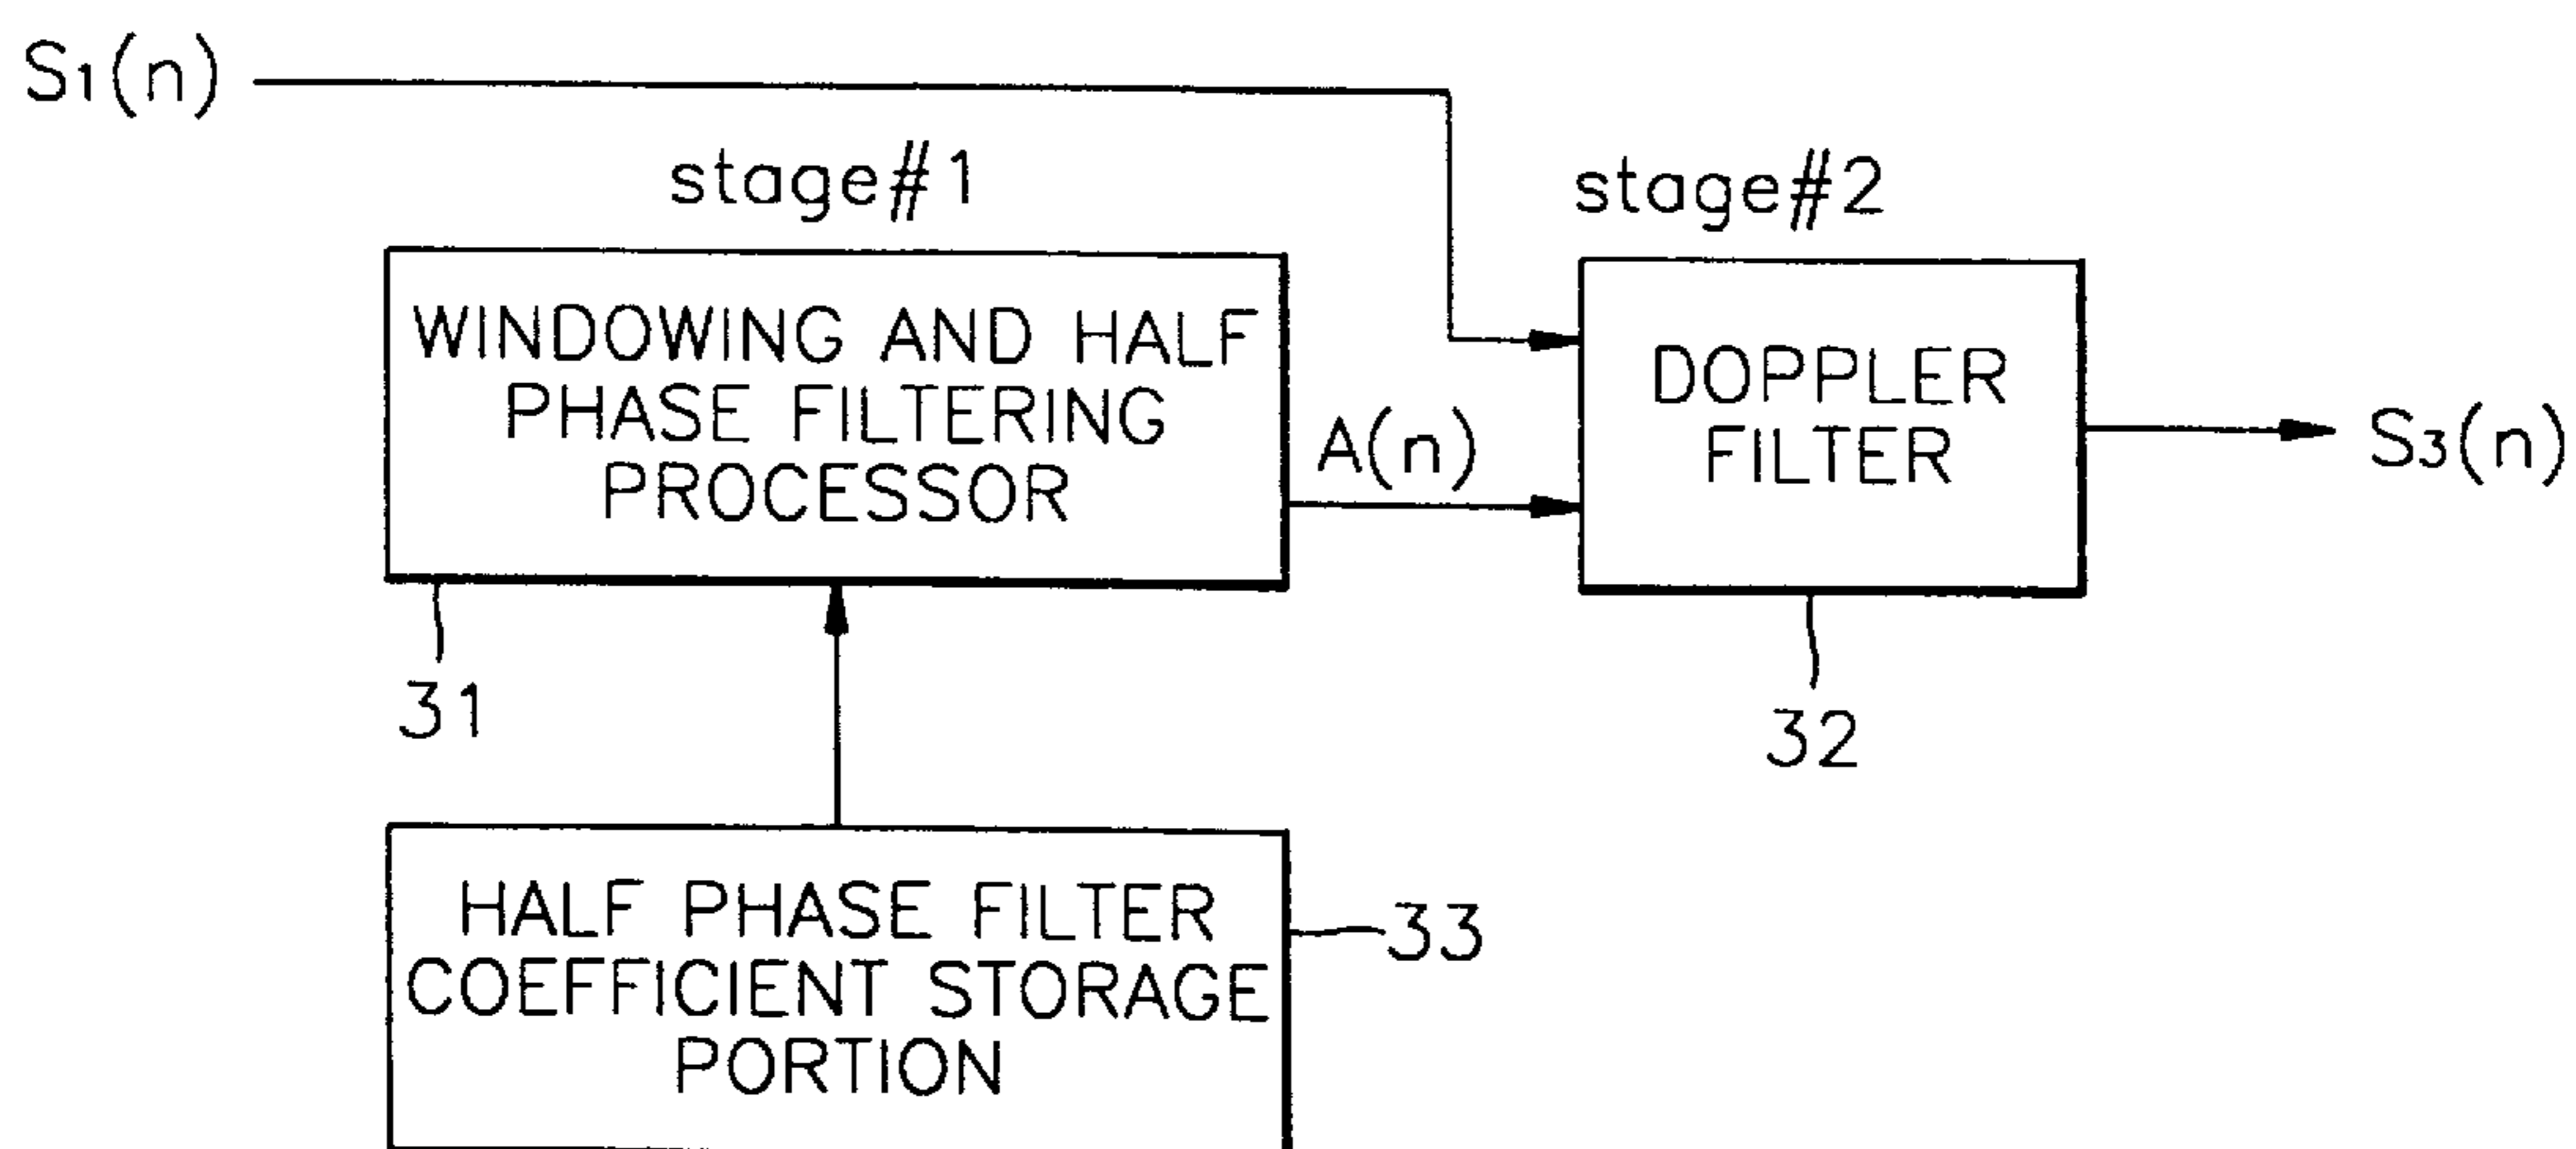 S1(n)
stage#1
stage#2
WINDOWING AND HALF
PHASE FILTERING
PROCESSOR
A(n)
DOPPLER
FILTER
S3(n)
31
32
HALF PHASE FILTER
COEFFICIENT STORAGE
PORTION
33